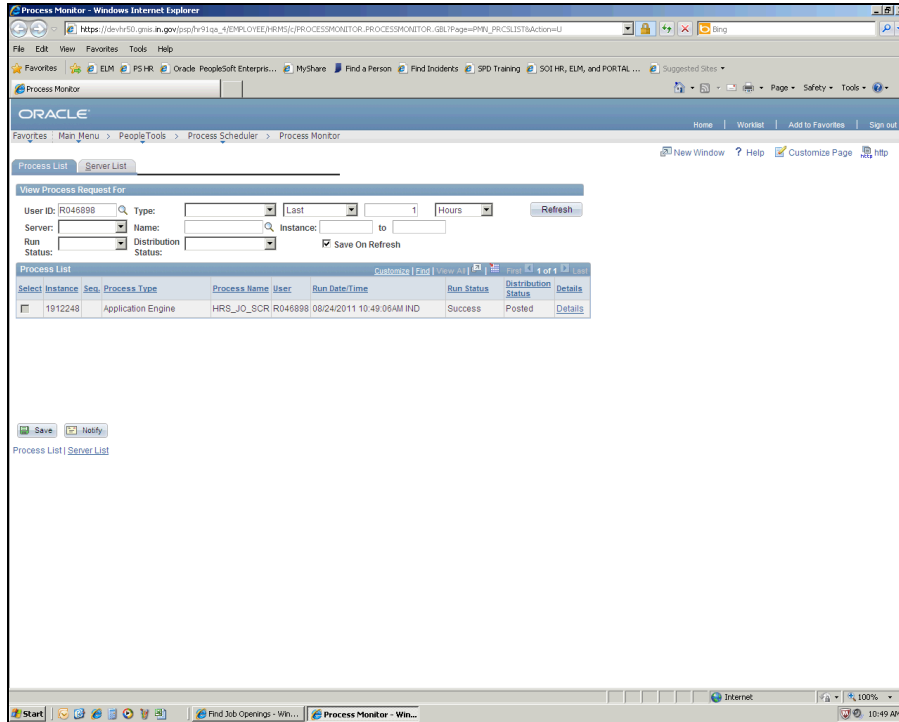 Process Monitor - Windows Internet Explorer
https://devhr50.gmis.in.gov/psp/hr91qa_4/EMPLOYEE/HRMS/c/PROCESSMONITOR.PROCESSMONITOR.GBL?Page=PMN_PRCSLIST&Action=U
Bing
File Edit View Favorites Tools Help
Favorites ELM PS HR Oracle PeopleSoft Enterpris... MyShare Find a Person Find Incidents SPD Training SOI HR, ELM, and PORTAL ... Suggested Sites
Process Monitor Page Safety Tools
ORACLE
Home | Worklist | Add to Favorites | Sign out
Favorites | Main Menu > PeopleTools > Process Scheduler > Process Monitor
New Window ? Help Customize Page http
Process List Server List
View Process Request For
User ID: R046898 Type: Last 1 Hours Refresh
Server: Name: Instance: to
Run Status: Distribution Status: Save On Refresh
Process List Customize | Find | View All | | First 1 of 1 Last
Select Instance Seq. Process Type Process Name User Run Date/Time Run Status Distribution Status Details
1912248 Application Engine HRS_JO_SCR R046898 08/24/2011 10:49:06AM IND Success Posted Details
Save Notify
Process List | Server List
Internet 100%
Start Find Job Openings - Win... Process Monitor - Win... 10:49 AM